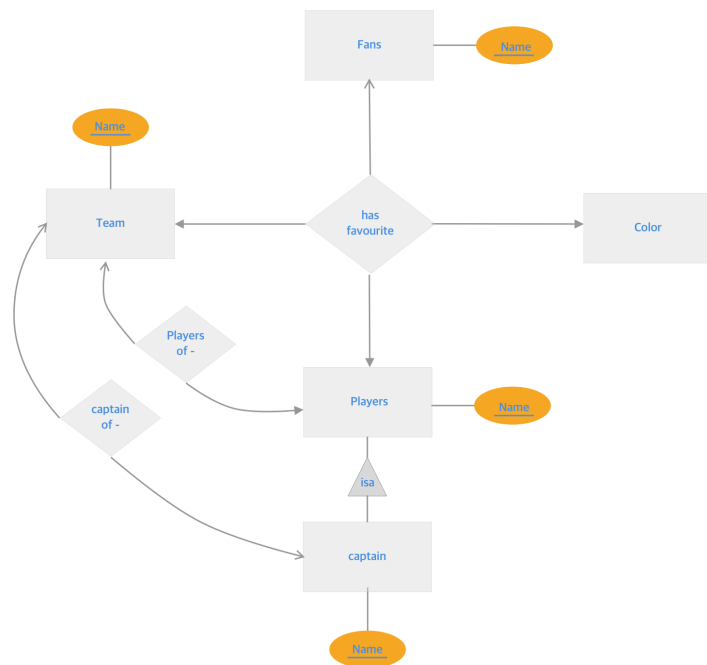 Fans
Name
Name
Team
has
favourite
Color
Players
of -
captain
of -
Players
Name
isa
captain
Name